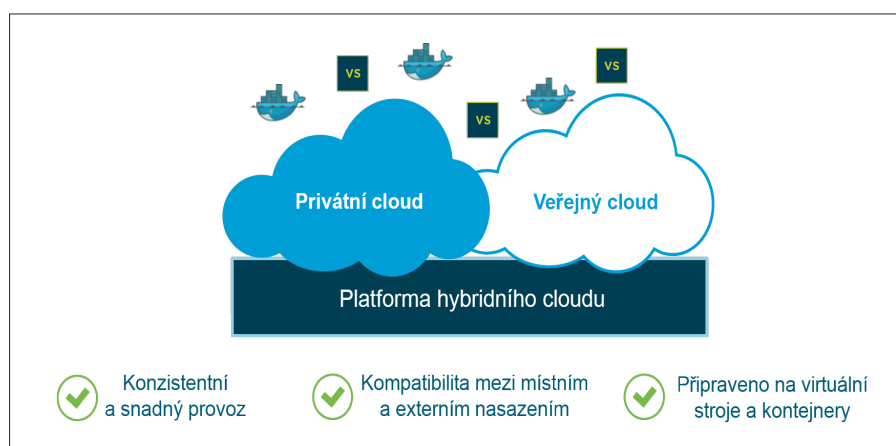 VS
VS
VS
Privátní cloud
Veřejný cloud
Platforma hybridního cloudu
Konzistentní
a snadný provoz
Kompatibilita mezi místním
a externím nasazením
Připraveno na virtuální
stroje a kontejnery